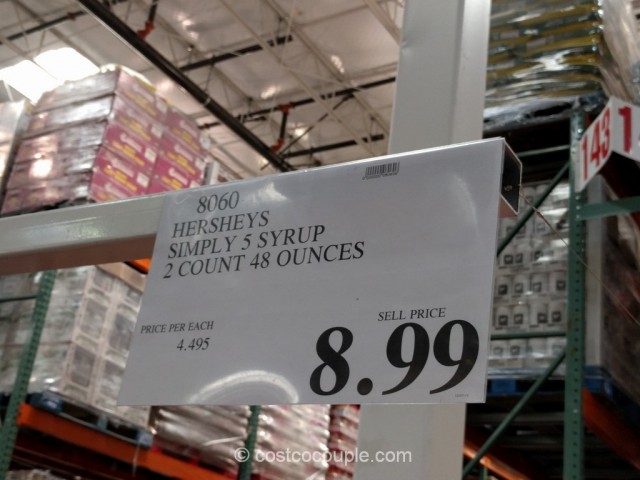 8060
HERSHEYS
SIMPLY 5 SYRUP
2 COUNT 48 OUNCES
PRICE PER EACH
4.495
SELL PRICE
8.99
143
1
© costcocouple.com